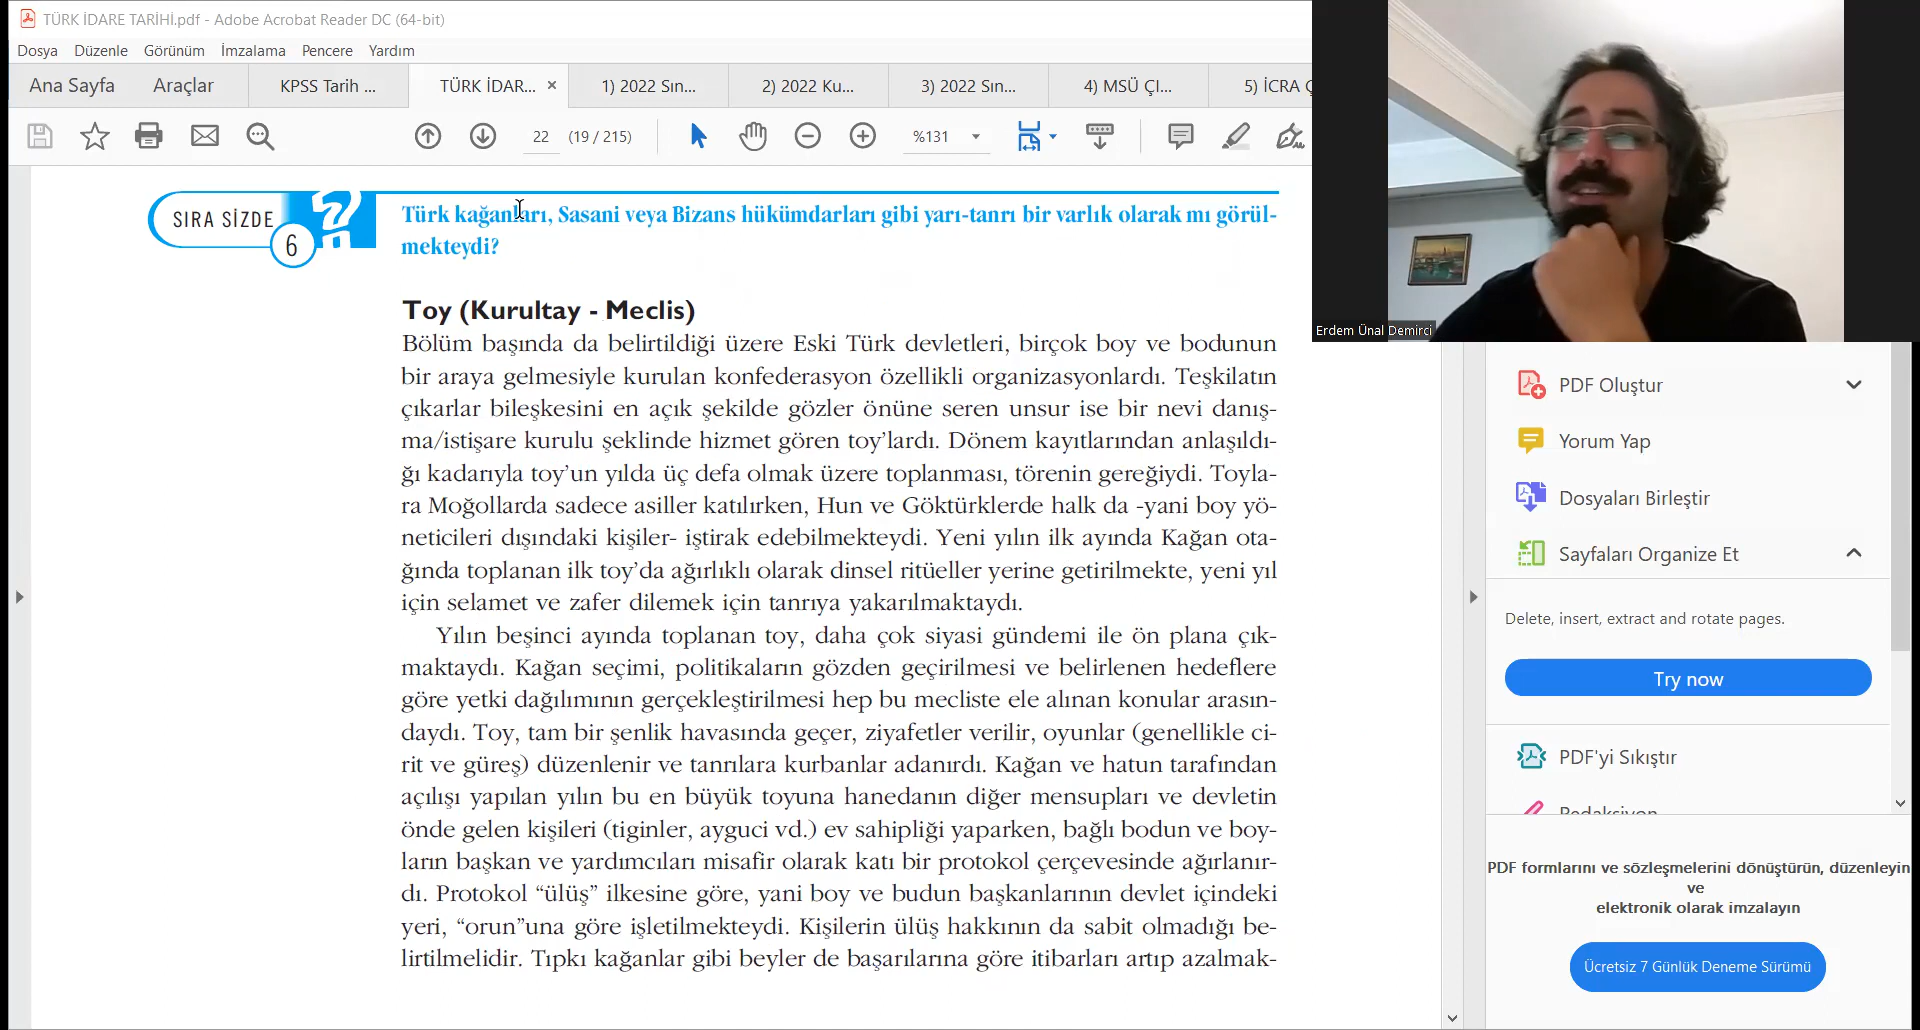 TÜRK İDARE TARİHİ.pdf - Adobe Acrobat Reader DC (64-bit)
Dosya Düzenle Görünüm İmzalama Pencere Yardım
Ana Sayfa Araçlar KPSS Tarih ... TÜRK İDAR... × 1) 2022 Sın... 2) 2022 Ku... 3) 2022 Sın... 4) MSÜ ÇI... 5) İCRA Ç
22 (19 / 215) %131
Erdem Ünal Demirci
SIRA SİZDE
6
Türk kağanları, Sasani veya Bizans hükümdarları gibi yarı-tanrı bir varlık olarak mı görül-
mekteydi?
Toy (Kurultay - Meclis)
Bölüm başında da belirtildiği üzere Eski Türk devletleri, birçok boy ve bodunun
bir araya gelmesiyle kurulan konfederasyon özellikli organizasyonlardı. Teşkilatın
çıkarlar bileşkesini en açık şekilde gözler önüne seren unsur ise bir nevi danış-
ma/istişare kurulu şeklinde hizmet gören toy'lardı. Dönem kayıtlarından anlaşıldı-
ğı kadarıyla toy'un yılda üç defa olmak üzere toplanması, törenin gereğiydi. Toyla-
ra Moğollarda sadece asiller katılırken, Hun ve Göktürklerde halk da -yani boy yö-
neticileri dışındaki kişiler- iştirak edebilmekteydi. Yeni yılın ilk ayında Kağan ota-
ğında toplanan ilk toy'da ağırlıklı olarak dinsel ritüeller yerine getirilmekte, yeni yıl
için selamet ve zafer dilemek için tanrıya yakarılmaktaydı.
Yılın beşinci ayında toplanan toy, daha çok siyasi gündemi ile ön plana çık-
maktaydı. Kağan seçimi, politikaların gözden geçirilmesi ve belirlenen hedeflere
göre yetki dağılımının gerçekleştirilmesi hep bu mecliste ele alınan konular arasın-
daydı. Toy, tam bir şenlik havasında geçer, ziyafetler verilir, oyunlar (genellikle ci-
rit ve güreş) düzenlenir ve tanrılara kurbanlar adanırdı. Kağan ve hatun tarafından
açılışı yapılan yılın bu en büyük toyuna hanedanın diğer mensupları ve devletin
önde gelen kişileri (tiginler, ayguci vd.) ev sahipliği yaparken, bağlı bodun ve boy-
ların başkan ve yardımcıları misafir olarak katı bir protokol çerçevesinde ağırlanır-
dı. Protokol "ülüş" ilkesine göre, yani boy ve budun başkanlarının devlet içindeki
yeri, "orun"una göre işletilmekteydi. Kişilerin ülüş hakkının da sabit olmadığı be-
lirtilmelidir. Tıpkı kağanlar gibi beyler de başarılarına göre itibarları artıp azalmak-
PDF Oluştur
Yorum Yap
Dosyaları Birleştir
Sayfaları Organize Et
Delete, insert, extract and rotate pages.
Try now
PDF'yi Sıkıştır
Redaksiyon
PDF formlarını ve sözleşmelerini dönüştürün, düzenleyin
ve
elektronik olarak imzalayın
Ücretsiz 7 Günlük Deneme Sürümü